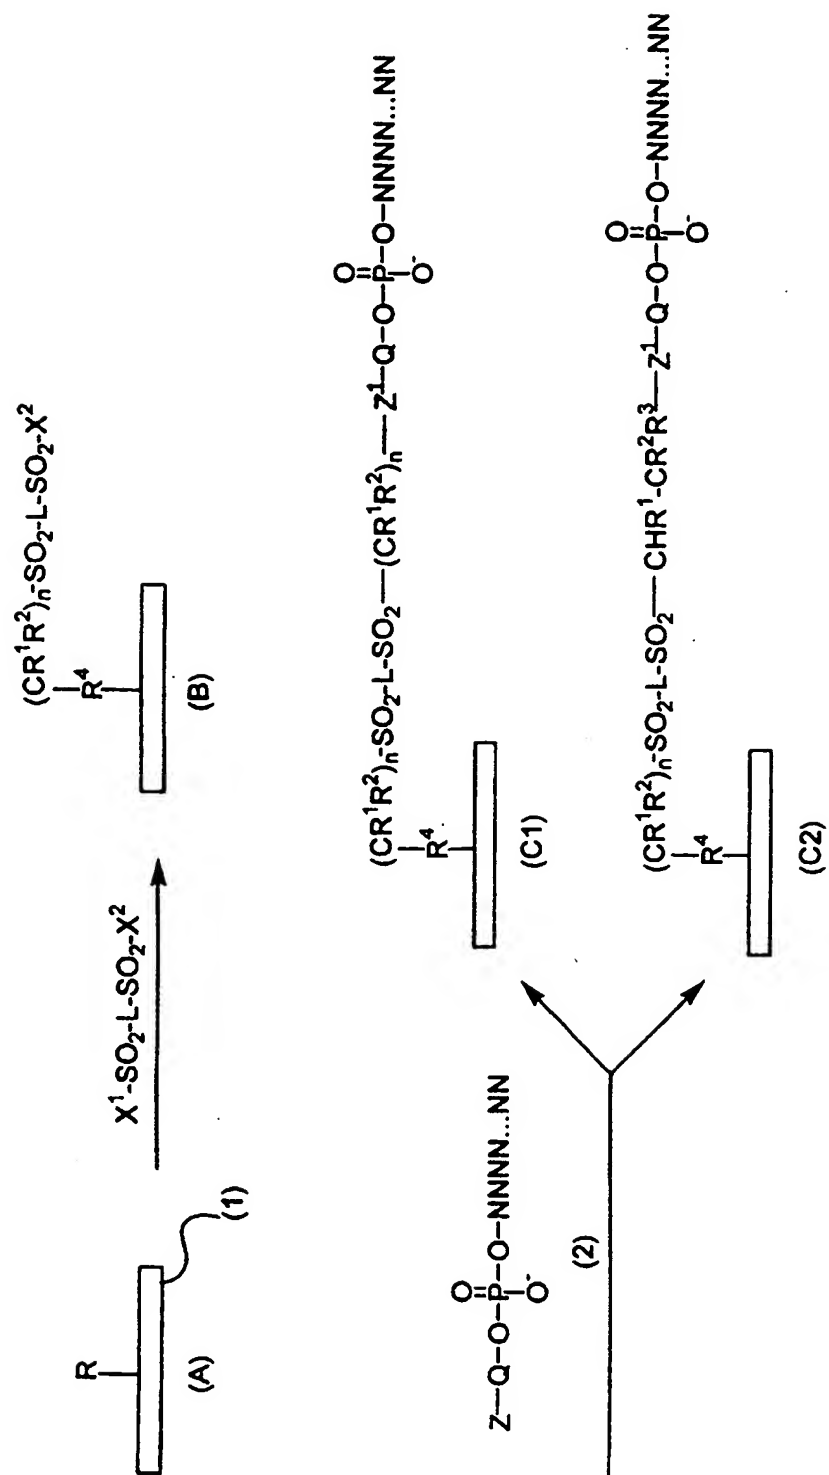 R
(A)
(1)
X¹-SO₂-L-SO₂-X²
(CR¹R²)ₙ-SO₂-L-SO₂-X²
R⁴
(B)
Z—Q—O—P—O—NNNN...NN
O
O⁻
(2)
(CR¹R²)ₙ-SO₂-L-SO₂—(CR¹R²)ₙ—Z¹-Q—O—P—O—NNNN...NN
O
O⁻
R⁴
(C1)
(CR¹R²)ₙ-SO₂-L-SO₂—CHR¹-CR²R³—Z¹-Q—O—P—O—NNNN...NN
O
O⁻
R⁴
(C2)